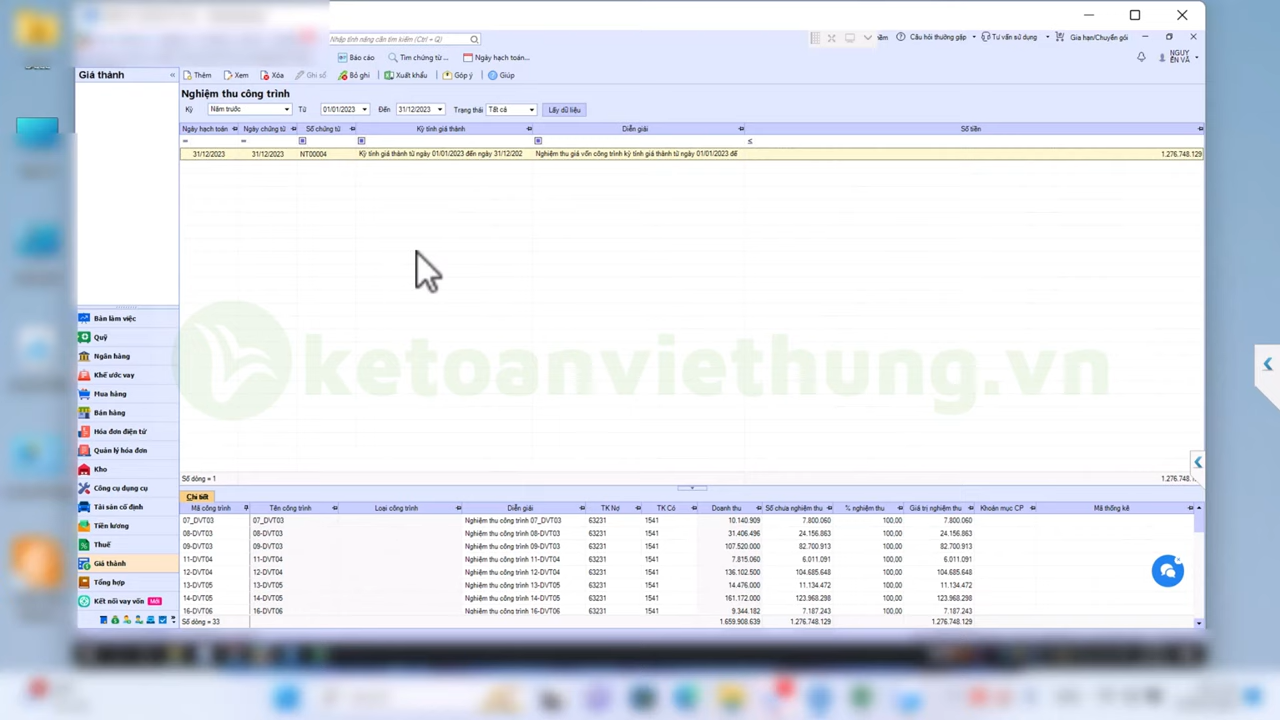 Nhập tính năng cần tìm kiếm (Ctrl + Q)
Câu hỏi thường gặp
Tư vấn sử dụng
Gia hạn/Chuyển gói
Báo cáo
Tìm chứng từ...
Ngày hạch toán...
NGUY
ỄN VÂ
Giá thành
Thêm
Xem
Xóa
Ghi sổ
Bỏ ghi
Xuất khẩu
Góp ý
Giúp
Nghiệm thu công trình
Kỳ Năm trước Từ 01/01/2023 Đến 31/12/2023 Trạng thái Tất cả Lấy dữ liệu
Ngày hạch toán Ngày chứng từ Số chứng từ Kỳ tính giá thành Diễn giải Số tiền
= = ≤
31/12/2023 31/12/2023 NT00004 Kỳ tính giá thành từ ngày 01/01/2023 đến ngày 31/12/202 Nghiệm thu giá vốn công trình kỳ tính giá thành từ ngày 01/01/2023 đế 1.276.748.129
Bàn làm việc
Quỹ
Ngân hàng
Khế ước vay
Mua hàng
Bán hàng
Hóa đơn điện tử
Quản lý hóa đơn
Kho
Công cụ dụng cụ
Tài sản cố định
Tiền lương
Thuế
Giá thành
Tổng hợp
Kết nối vay vốn Mới
ketoanviethung.vn
Số dòng = 1
Chi tiết
Mã công trình Tên công trình Loại công trình Diễn giải TK Nợ TK Có Doanh thu Số chưa nghiệm thu % nghiệm thu Giá trị nghiệm thu Khoản mục CP Mã thống kê
07_DVT03 07_DVT03 Nghiệm thu công trình 07_DVT03 63231 1541 10.140.909 7.800.060 100,00 7.800.060
08-DVT03 08-DVT03 Nghiệm thu công trình 08-DVT03 63231 1541 31.406.496 24.156.863 100,00 24.156.863
09-DVT03 09-DVT03 Nghiệm thu công trình 09-DVT03 63231 1541 107.520.000 82.700.913 100,00 82.700.913
11-DVT04 11-DVT04 Nghiệm thu công trình 11-DVT04 63231 1541 7.815.060 6.011.091 100,00 6.011.091
12-DVT04 12-DVT04 Nghiệm thu công trình 12-DVT04 63231 1541 136.102.500 104.685.648 100,00 104.685.648
13-DVT05 13-DVT05 Nghiệm thu công trình 13-DVT05 63231 1541 14.476.000 11.134.472 100,00 11.134.472
14-DVT05 14-DVT05 Nghiệm thu công trình 14-DVT05 63231 1541 161.172.000 123.968.298 100,00 123.968.298
16-DVT06 16-DVT06 Nghiệm thu công trình 16-DVT06 63231 1541 9.344.182 7.187.243 100,00 7.187.243
Số dòng = 33 1.659.908.639 1.276.748.129 1.276.748.129